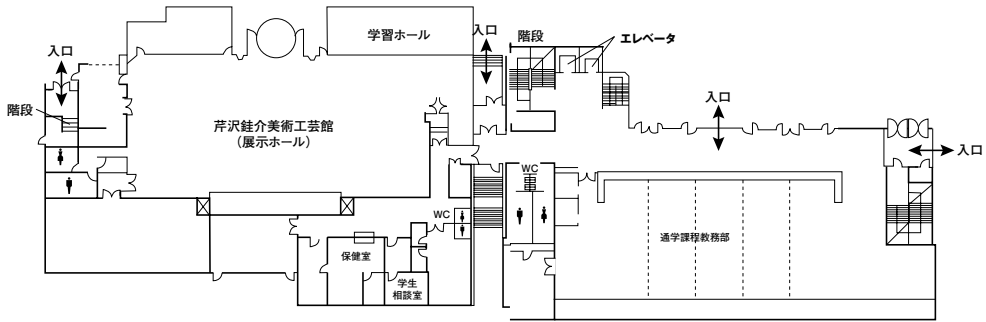 学習ホール
入口
階段
エレベータ
入口
入口
階段
芹沢銈介美術工芸館
（展示ホール）
入口
WC
WC
通学課程教務部
保健室
学生
相談室